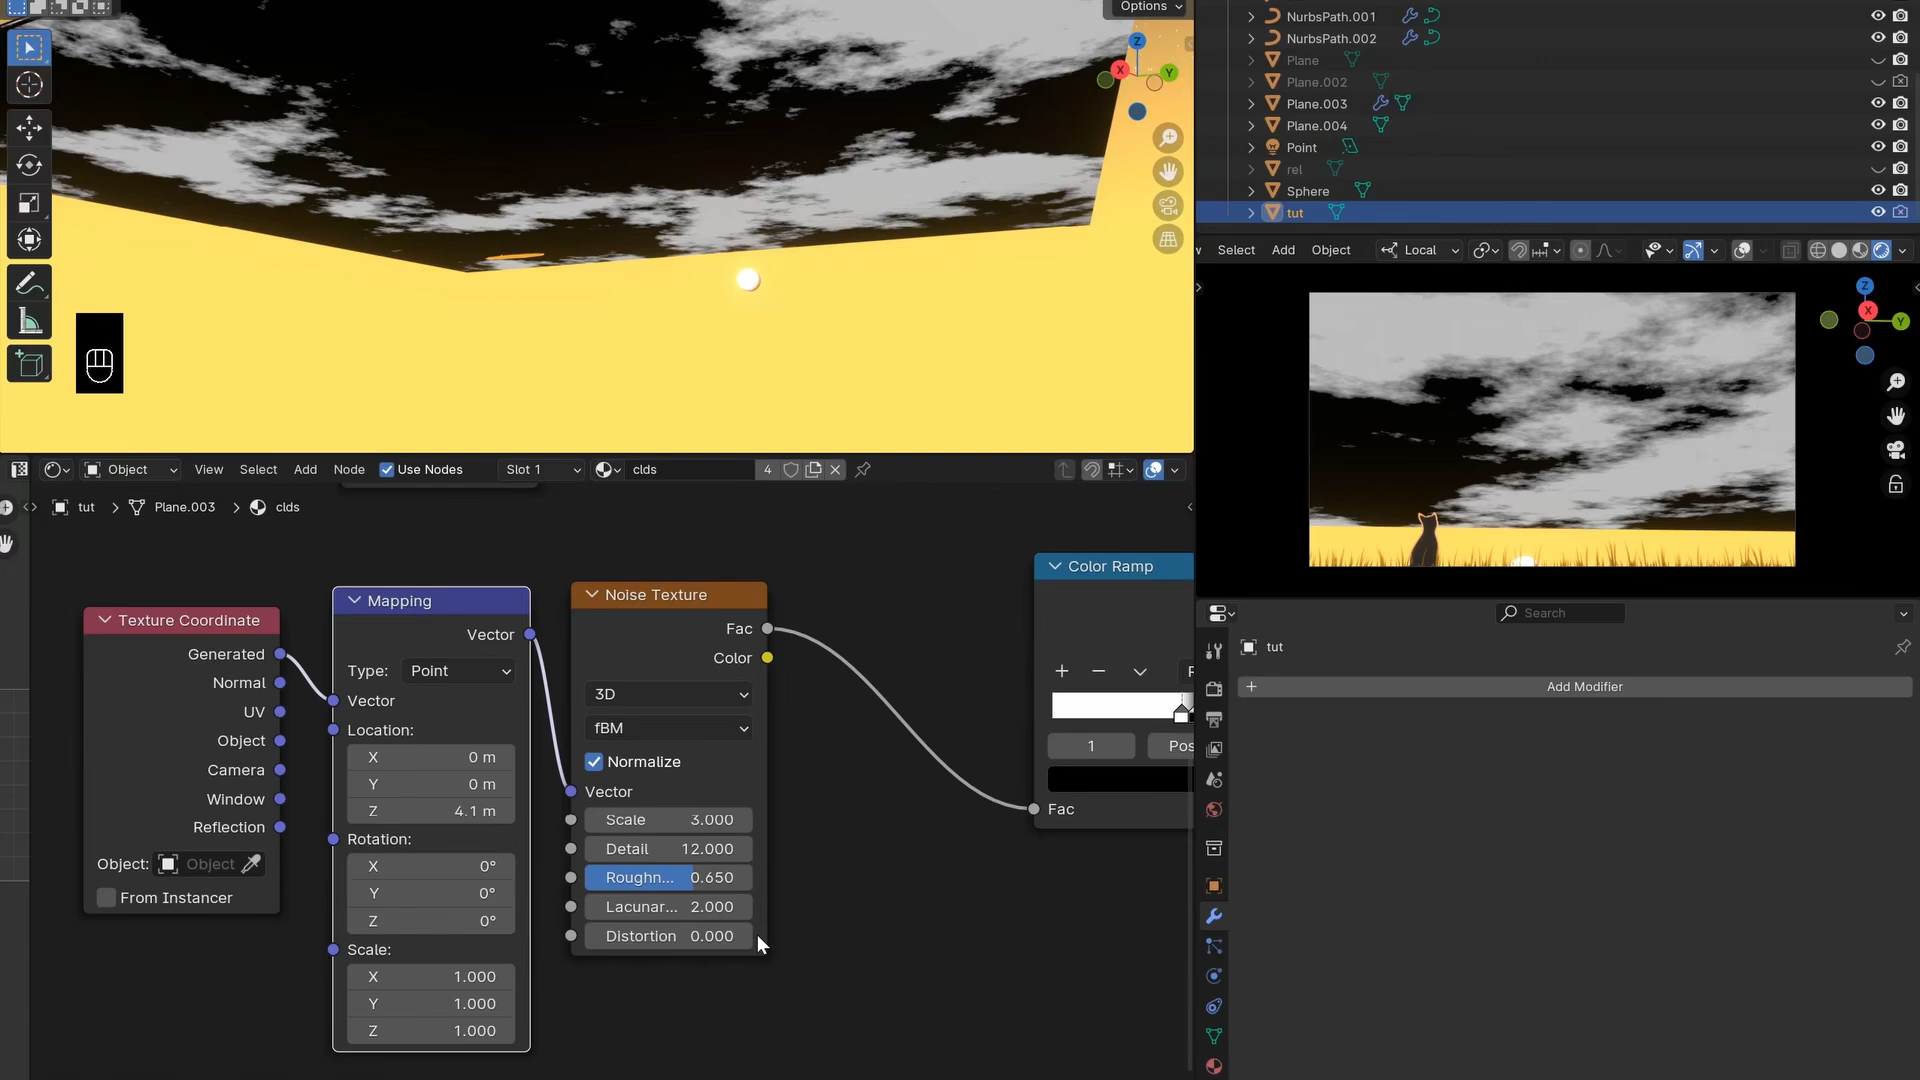 Options
Z
X
Y
NurbsPath.001
NurbsPath.002
Plane
Plane.002
Plane.003
Plane.004
Point
rel
Sphere
tut
Select Add Object Local
Z
X
Y
Object View Select Add Node Use Nodes Slot 1 clds 4
tut > Plane.003 > clds
Search
tut
Add Modifier
Texture Coordinate
Generated
Normal
UV
Object
Camera
Window
Reflection
Object: Object
From Instancer
Mapping
Vector
Type: Point
Vector
Location:
X 0 m
Y 0 m
Z 4.1 m
Rotation:
X 0°
Y 0°
Z 0°
Scale:
X 1.000
Y 1.000
Z 1.000
Noise Texture
Fac
Color
3D
fBM
Normalize
Vector
Scale 3.000
Detail 12.000
Roughn... 0.650
Lacunar... 2.000
Distortion 0.000
Color Ramp
1 Pos
Fac